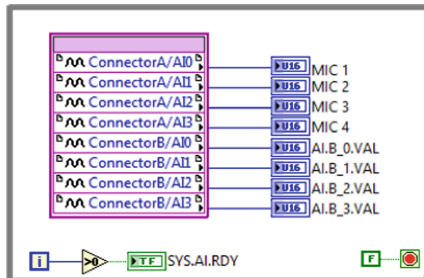 ConnectorA/AI0 U16 MIC 1
ConnectorA/AI1 U16 MIC 2
ConnectorA/AI2 U16 MIC 3
ConnectorA/AI3 U16 MIC 4
ConnectorB/AI0 U16 AI.B_0.VAL
ConnectorB/AI1 U16 AI.B_1.VAL
ConnectorB/AI2 U16 AI.B_2.VAL
ConnectorB/AI3 U16 AI.B_3.VAL
i >0 TF SYS.AI.RDY F